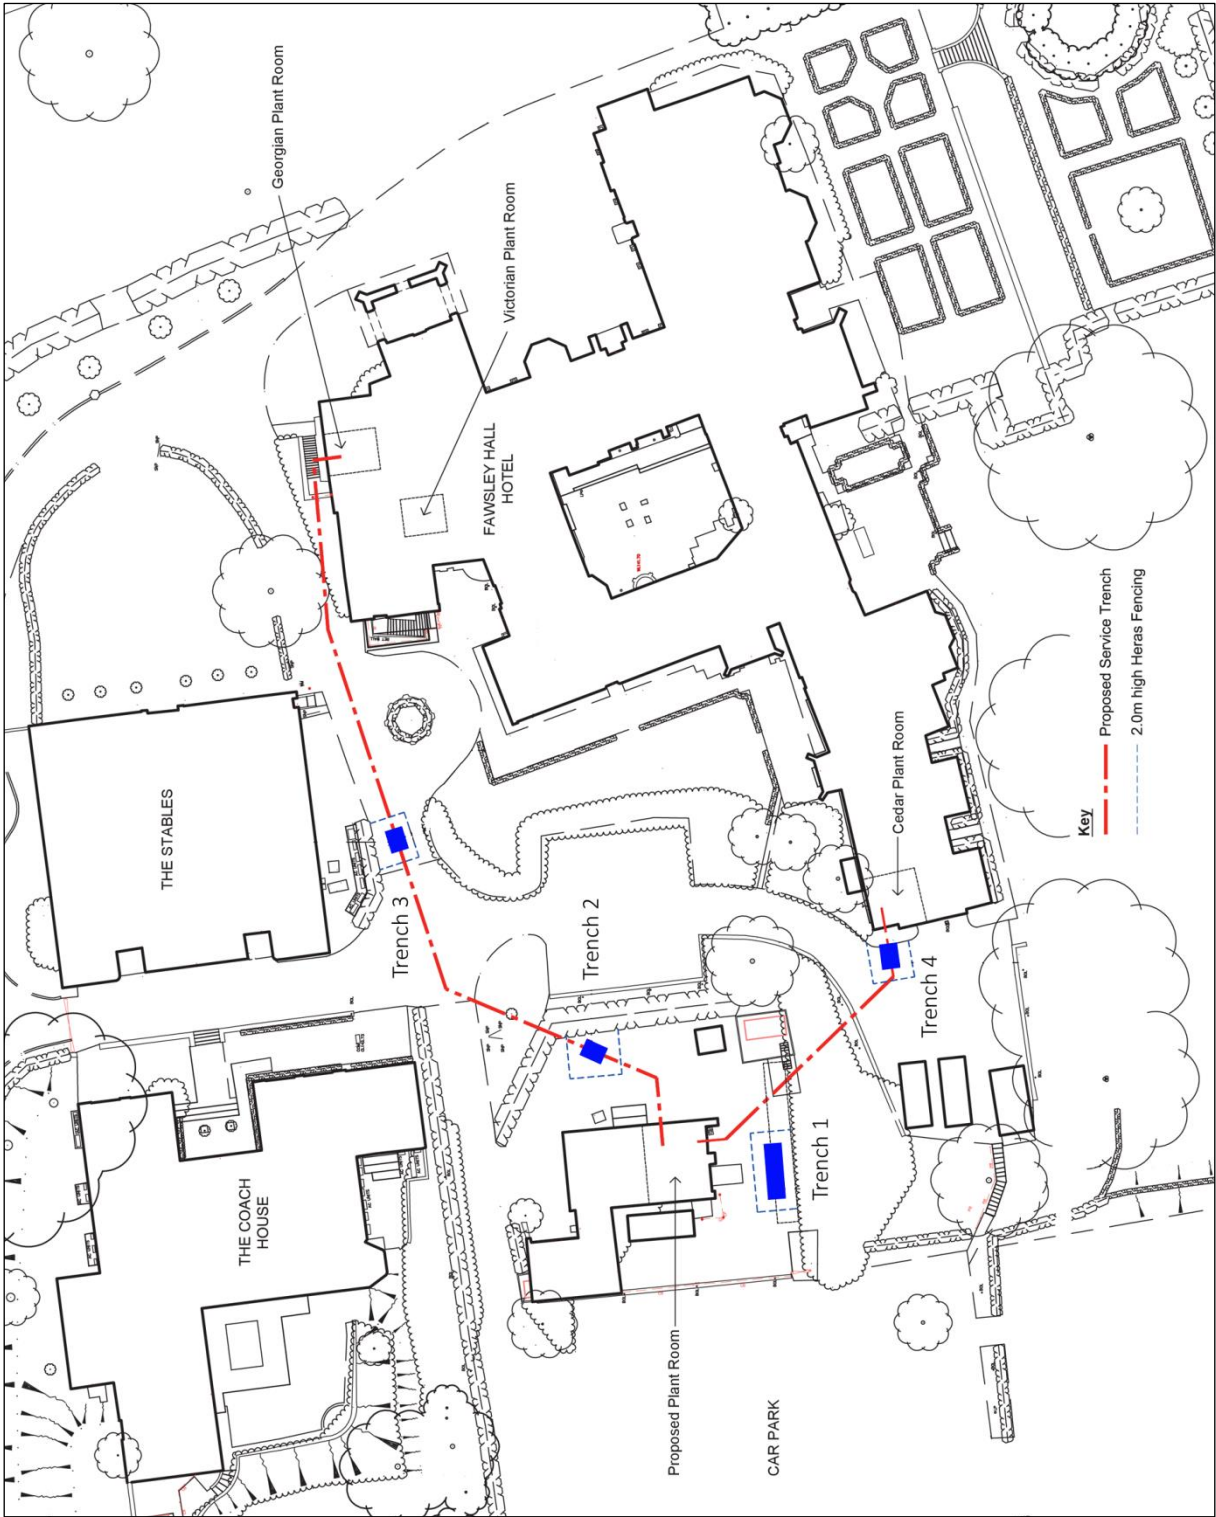 Georgian Plant Room
Victorian Plant Room
FAWSLEY HALL
HOTEL
THE STABLES
Trench 3
Trench 2
Cedar Plant Room
Trench 4
Trench 1
THE COACH
HOUSE
Proposed Plant Room
CAR PARK
Key
Proposed Service Trench
2.0m high Heras Fencing